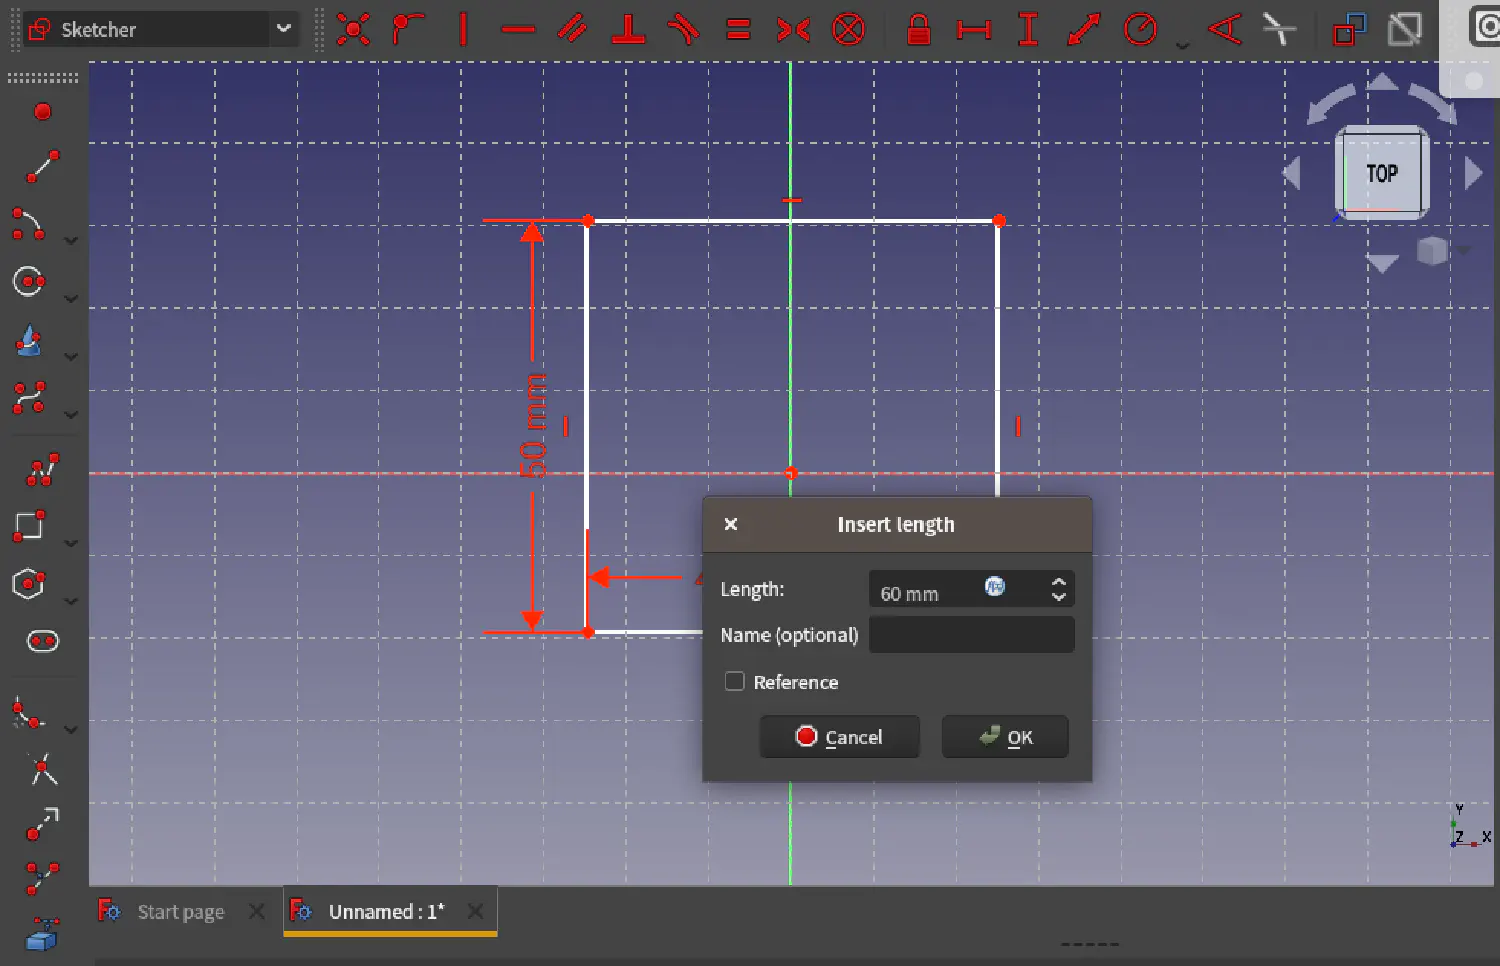 Sketcher
TOP
50 mm
Insert length
Length:
60 mm
Name (optional)
Reference
Cancel
OK
Y
Z
X
Start page
Unnamed : 1*